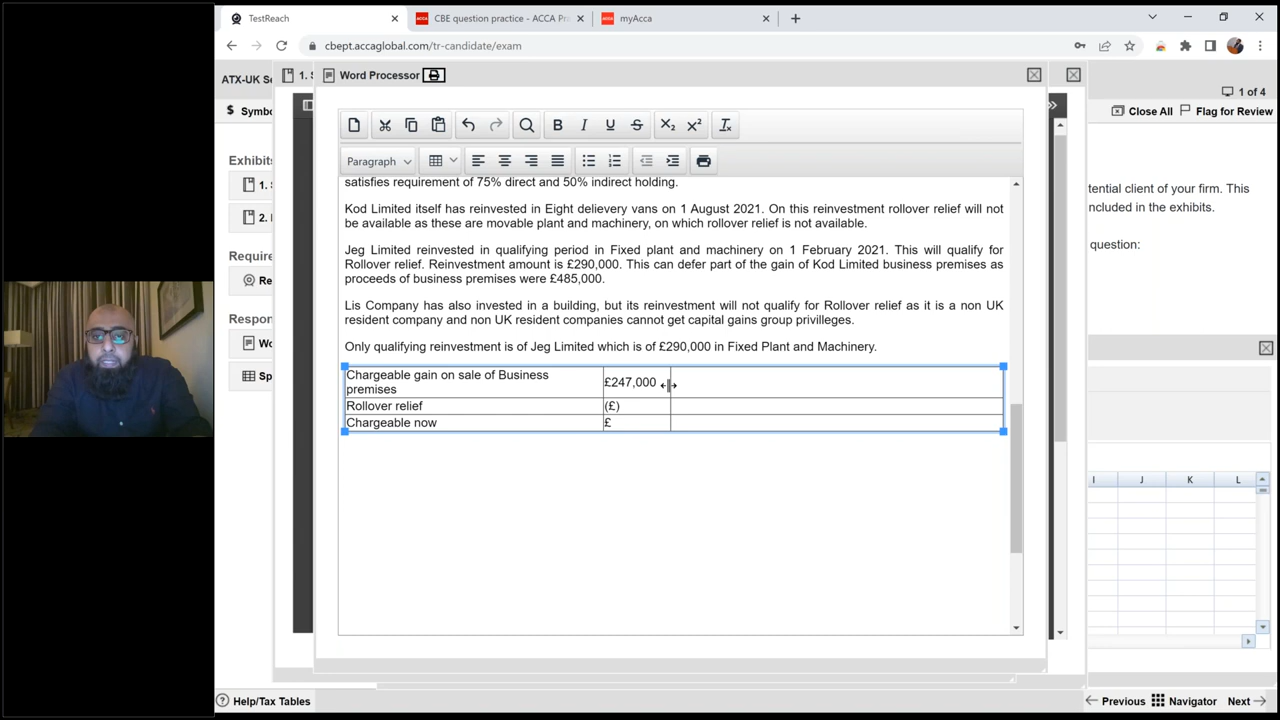 TestReach
CBE question practice - ACCA Pr
myAcca
cbept.accaglobal.com/tr-candidate/exam
ATX-UK Se
1. S
Word Processor
1 of 4
$ Symbo
Close All
Flag for Review
Paragraph
Exhibits
1.
2.
Require
Re
Respon
Wo
Sp
tential client of your firm. This
ncluded in the exhibits.
question:
satisfies requirement of 75% direct and 50% indirect holding.
Kod Limited itself has reinvested in Eight delievery vans on 1 August 2021. On this reinvestment rollover relief will not
be available as these are movable plant and machinery, on which rollover relief is not available.
Jeg Limited reinvested in qualifying period in Fixed plant and machinery on 1 February 2021. This will qualify for
Rollover relief. Reinvestment amount is £290,000. This can defer part of the gain of Kod Limited business premises as
proceeds of business premises were £485,000.
Lis Company has also invested in a building, but its reinvestment will not qualify for Rollover relief as it is a non UK
resident company and non UK resident companies cannot get capital gains group privilleges.
Only qualifying reinvestment is of Jeg Limited which is of £290,000 in Fixed Plant and Machinery.
Chargeable gain on sale of Business
premises
£247,000
Rollover relief
(£)
Chargeable now
£
I J K L
Help/Tax Tables
Previous
Navigator
Next